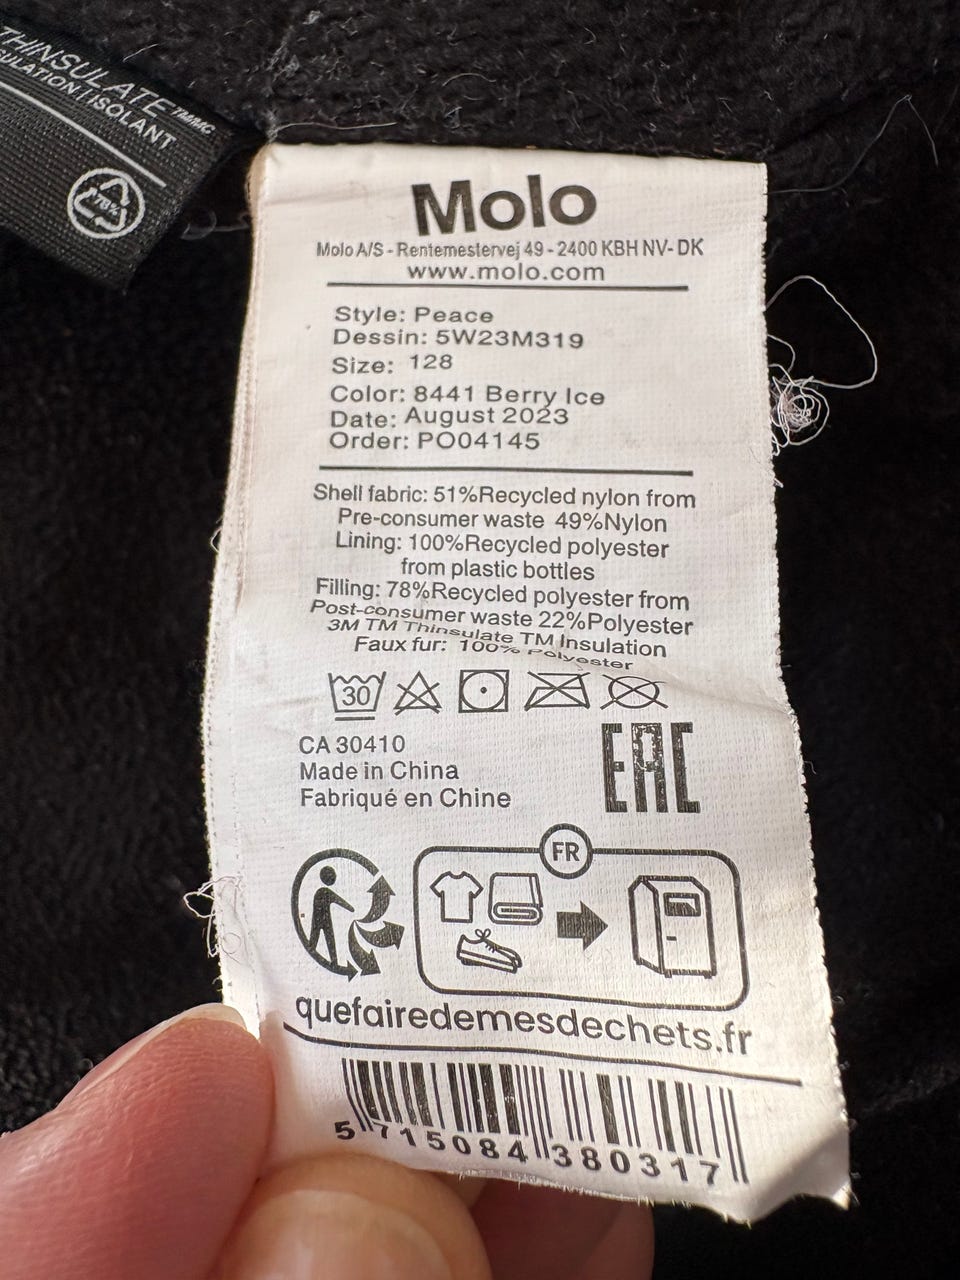 THINSULATE™/MC
ULATION / ISOLANT
78%
Molo
Molo A/S - Rentemestervej 49 - 2400 KBH NV- DK
www.molo.com
Style: Peace
Dessin: 5W23M319
Size: 128
Color: 8441 Berry Ice
Date: August 2023
Order: PO04145
Shell fabric: 51%Recycled nylon from
Pre-consumer waste 49%Nylon
Lining: 100%Recycled polyester
from plastic bottles
Filling: 78%Recycled polyester from
Post-consumer waste 22%Polyester
3M TM Thinsulate TM Insulation
Faux fur: 100% Polyester
30
CA 30410
Made in China
Fabriqué en Chine
EAC
FR
quefairedemesdechets.fr
5 715084 380317